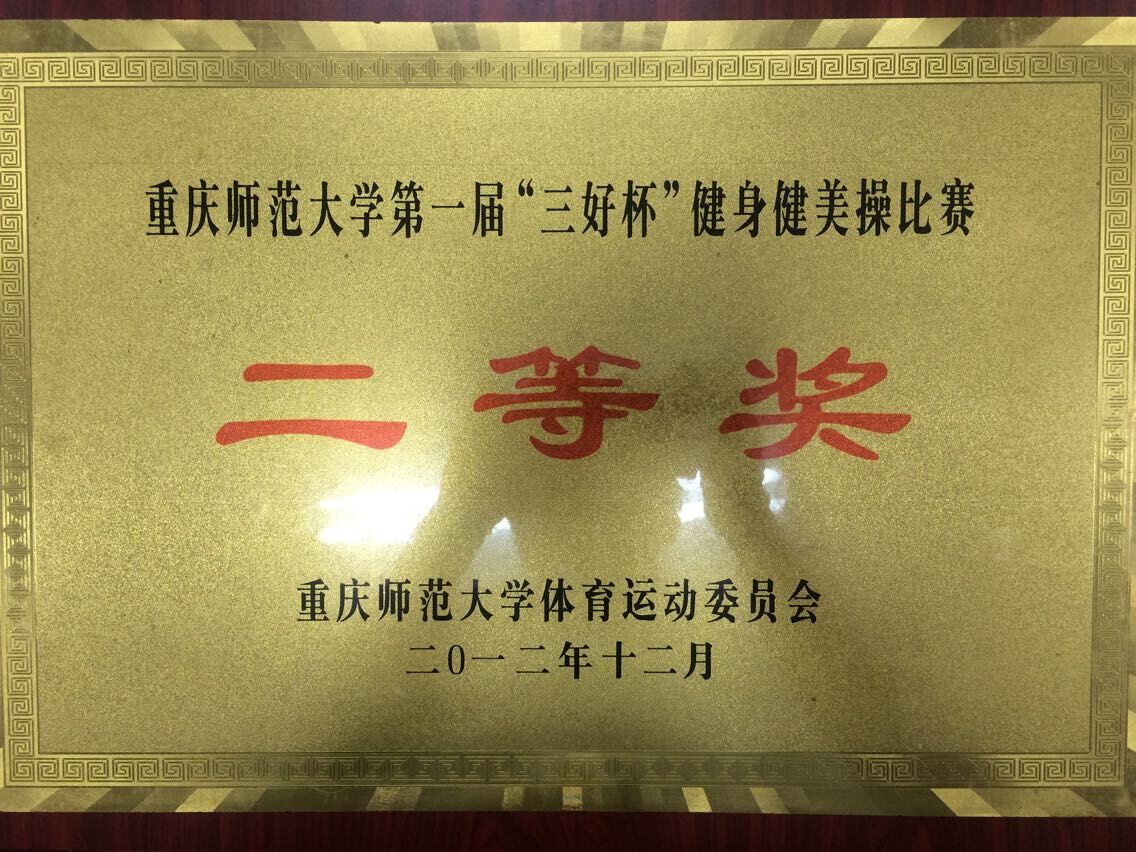 重庆师范大学第一届“三好杯”健身健美操比赛
二等奖
重庆师范大学体育运动委员会
二0一二年十二月